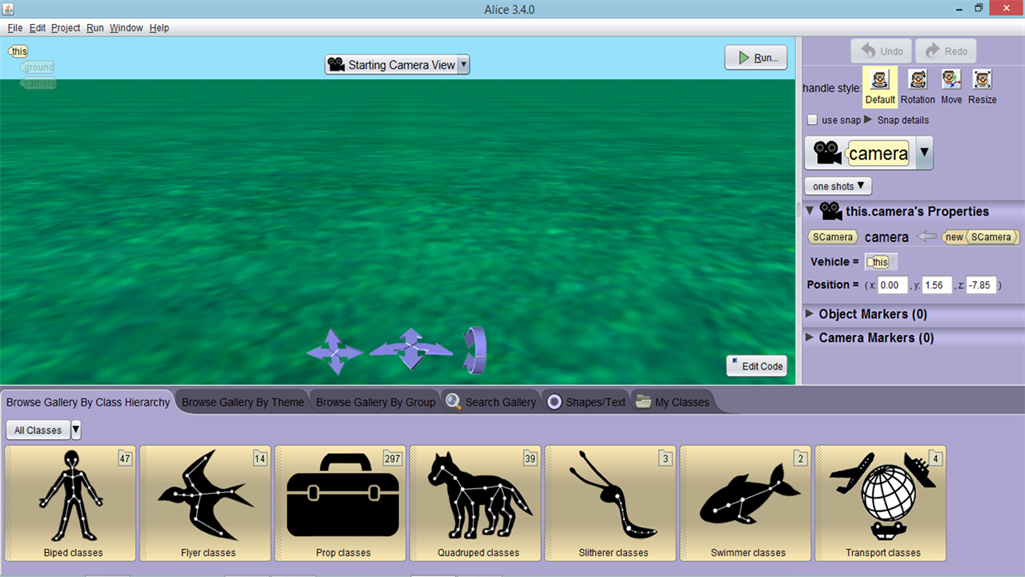 Alice 3.4.0
File Edit Project Run Window Help
this
ground
camera
Starting Camera View
Run...
Undo Redo
handle style:
Default Rotation Move Resize
use snap Snap details
camera
one shots
this.camera's Properties
SCamera camera new SCamera
Vehicle = this
Position = ( x: 0.00 , y: 1.56 , z: -7.85 )
Object Markers (0)
Camera Markers (0)
Edit Code
Browse Gallery By Class Hierarchy Browse Gallery By Theme Browse Gallery By Group Search Gallery Shapes/Text My Classes
All Classes
47 14 297 39 3 2 4
Biped classes Flyer classes Prop classes Quadruped classes Slitherer classes Swimmer classes Transport classes